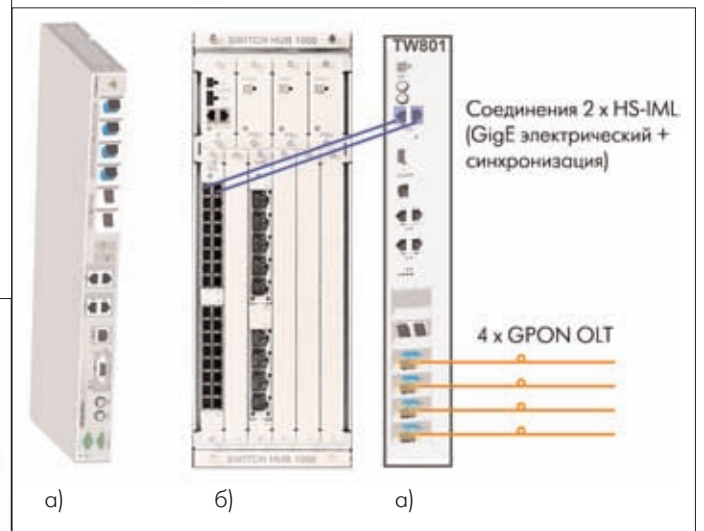 SWITCH HUB 1000
TW801
Соединения 2 x HS-IML
(GigE электрический +
синхронизация)
4 x GPON OLT
SWITCH HUB 1000
а)
б)
а)